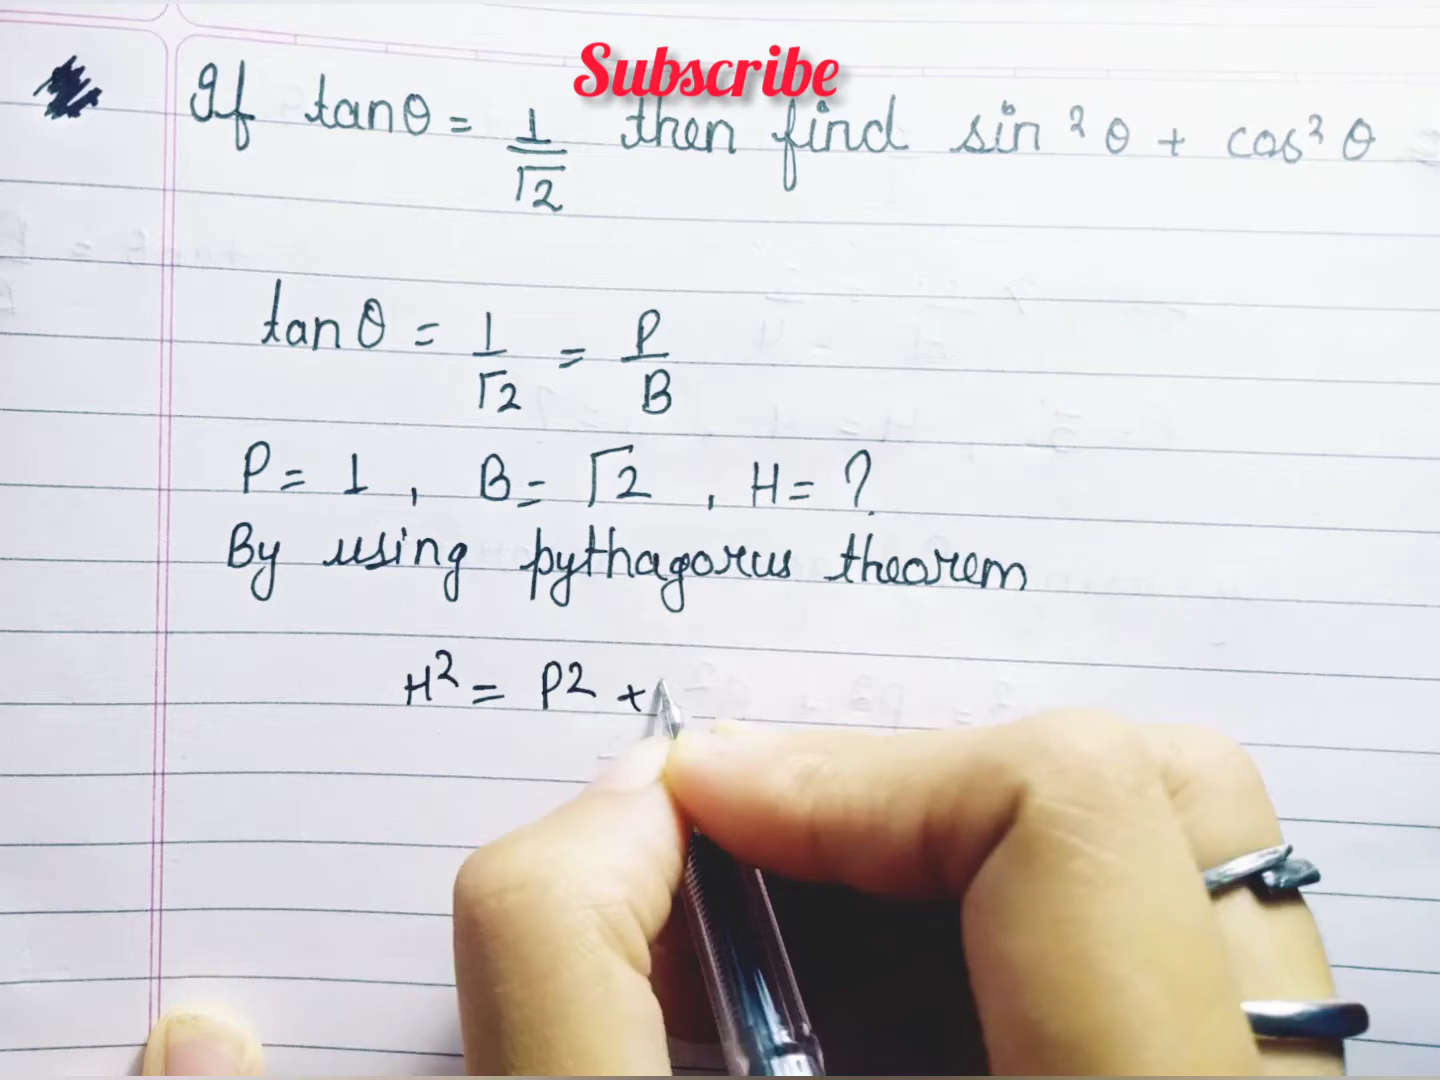 Subscribe
If tanθ = 1/√2 then find sin²θ + cos²θ =
tanθ = 1/√2 = P/B
P = 1 , B = √2 , H = ?
By using pythagorus theorem
H² = P² +